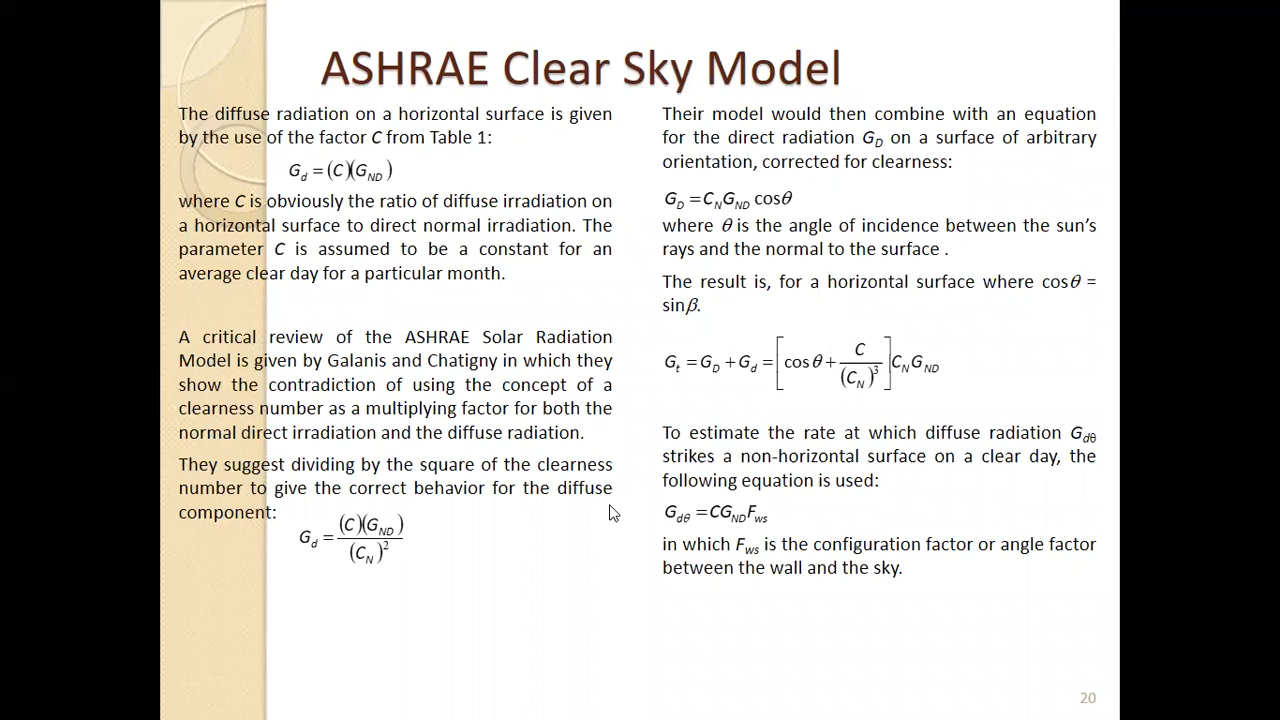 ASHRAE Clear Sky Model
The diffuse radiation on a horizontal surface is given
by the use of the factor C from Table 1:
G_d = (C)(G_ND)
where C is obviously the ratio of diffuse irradiation on
a horizontal surface to direct normal irradiation. The
parameter C is assumed to be a constant for an
average clear day for a particular month.
A critical review of the ASHRAE Solar Radiation
Model is given by Galanis and Chatigny in which they
show the contradiction of using the concept of a
clearness number as a multiplying factor for both the
normal direct irradiation and the diffuse radiation.
They suggest dividing by the square of the clearness
number to give the correct behavior for the diffuse
component:
G_d = (C)(G_ND) / (C_N)^2
Their model would then combine with an equation
for the direct radiation G_D on a surface of arbitrary
orientation, corrected for clearness:
G_D = C_N G_ND cosθ
where θ is the angle of incidence between the sun's
rays and the normal to the surface .
The result is, for a horizontal surface where cosθ =
sinβ.
G_t = G_D + G_d = [cosθ + C / (C_N)^3] C_N G_ND
To estimate the rate at which diffuse radiation G_dθ
strikes a non-horizontal surface on a clear day, the
following equation is used:
G_dθ = CG_ND F_ws
in which F_ws is the configuration factor or angle factor
between the wall and the sky.
20